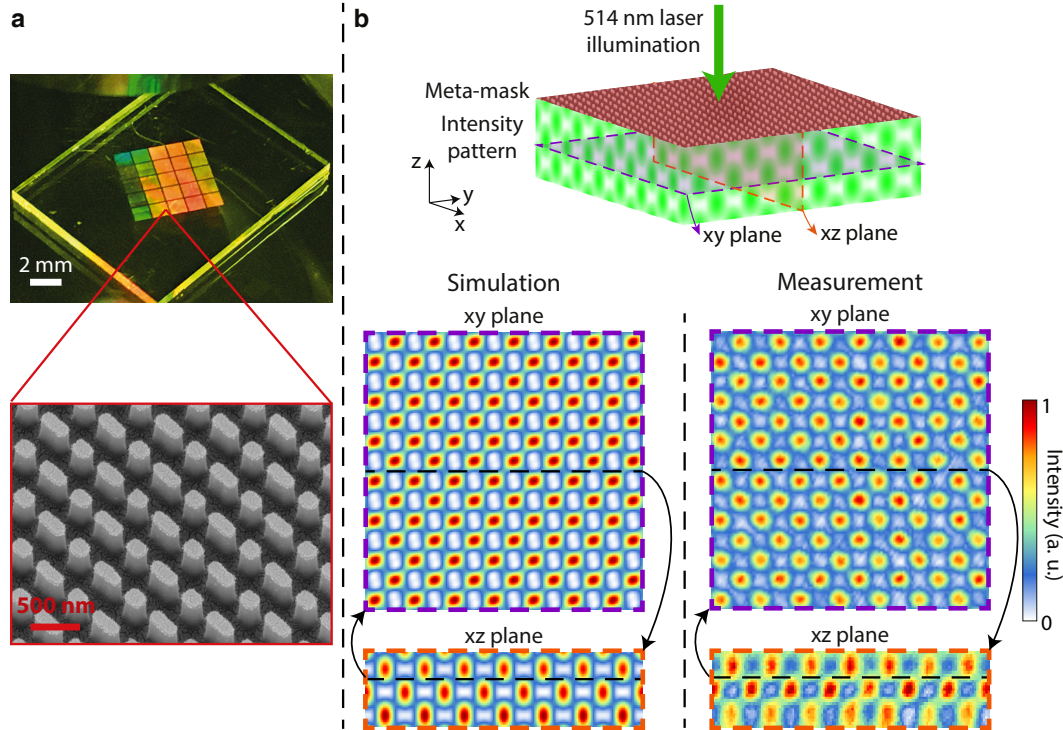 a
2 mm
500 nm
b
514 nm laser
illumination
Meta-mask
Intensity
pattern
z
y
x
xy plane
xz plane
Simulation
xy plane
xz plane
Measurement
xy plane
xz plane
1
Intensity (a. u.)
0